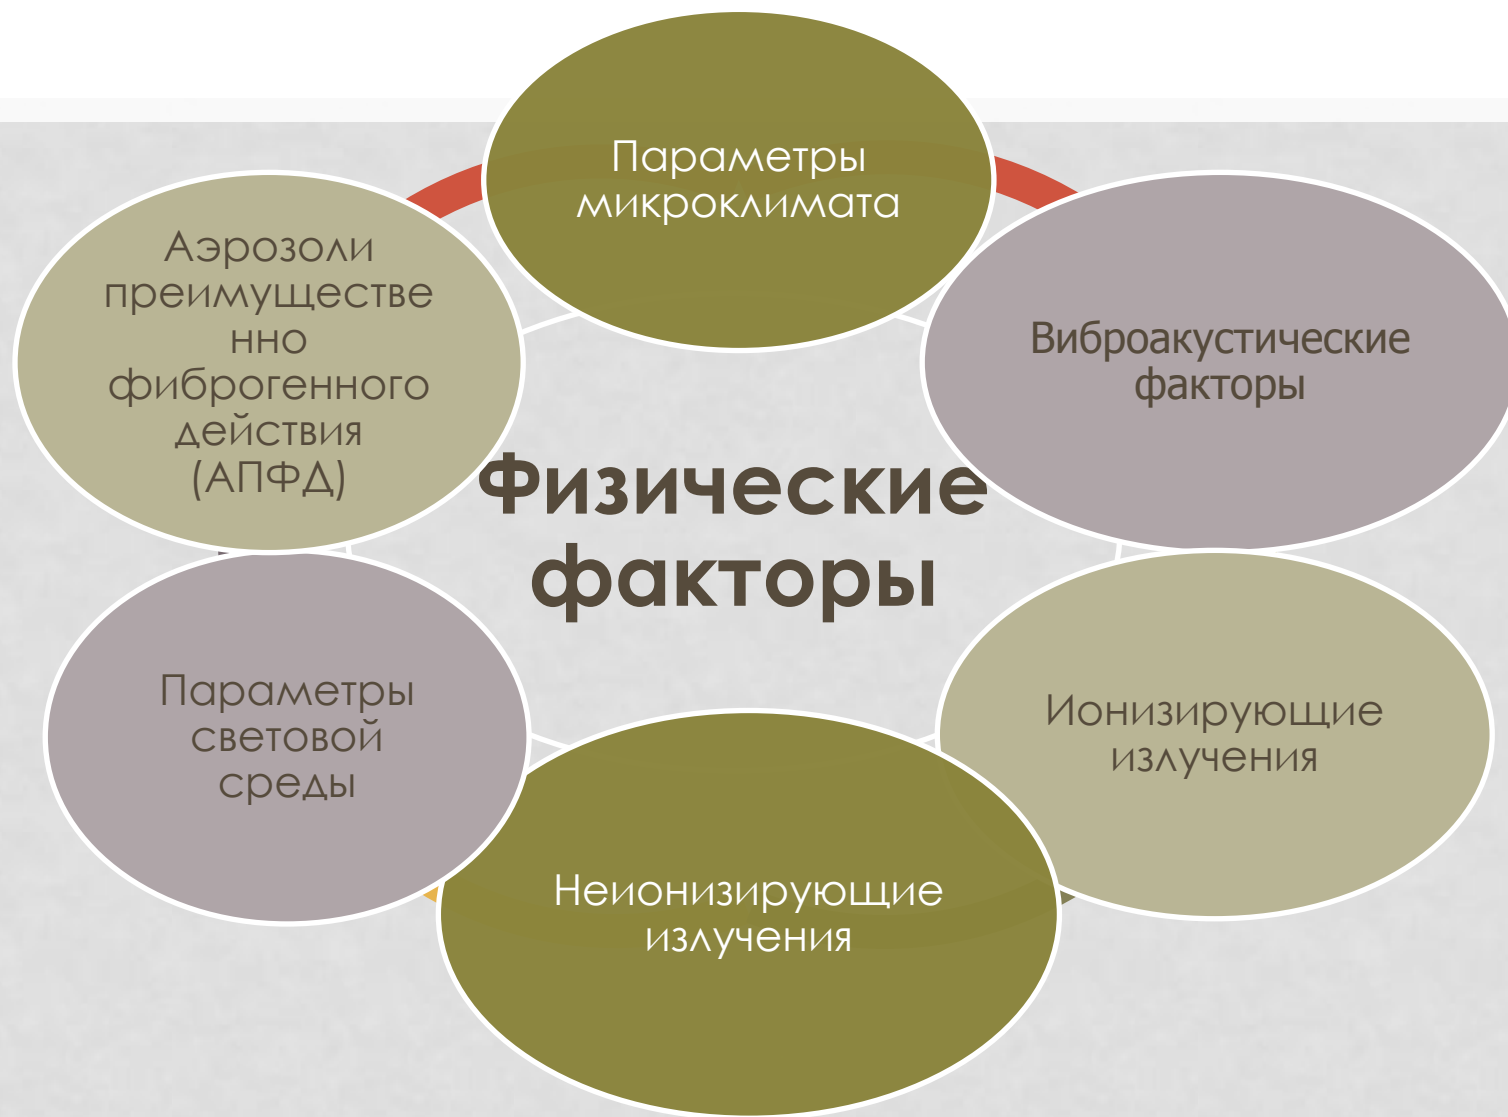 Параметры
микроклимата
Виброакустические
факторы
Ионизирующие
излучения
Неионизирующие
излучения
Параметры
световой
среды
Аэрозоли
преимуществе
нно
фиброгенного
действия
(АПФД)
Физические
факторы